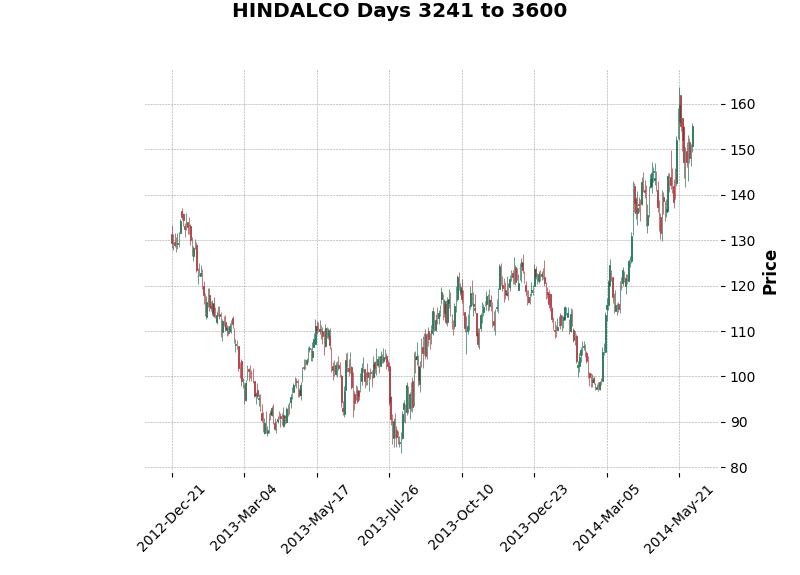 HINDALCO Days 3241 to 3600
160
150
140
130
120
110
100
90
80
Price
2012-Dec-21
2013-Mar-04
2013-May-17
2013-Jul-26
2013-Oct-10
2013-Dec-23
2014-Mar-05
2014-May-21